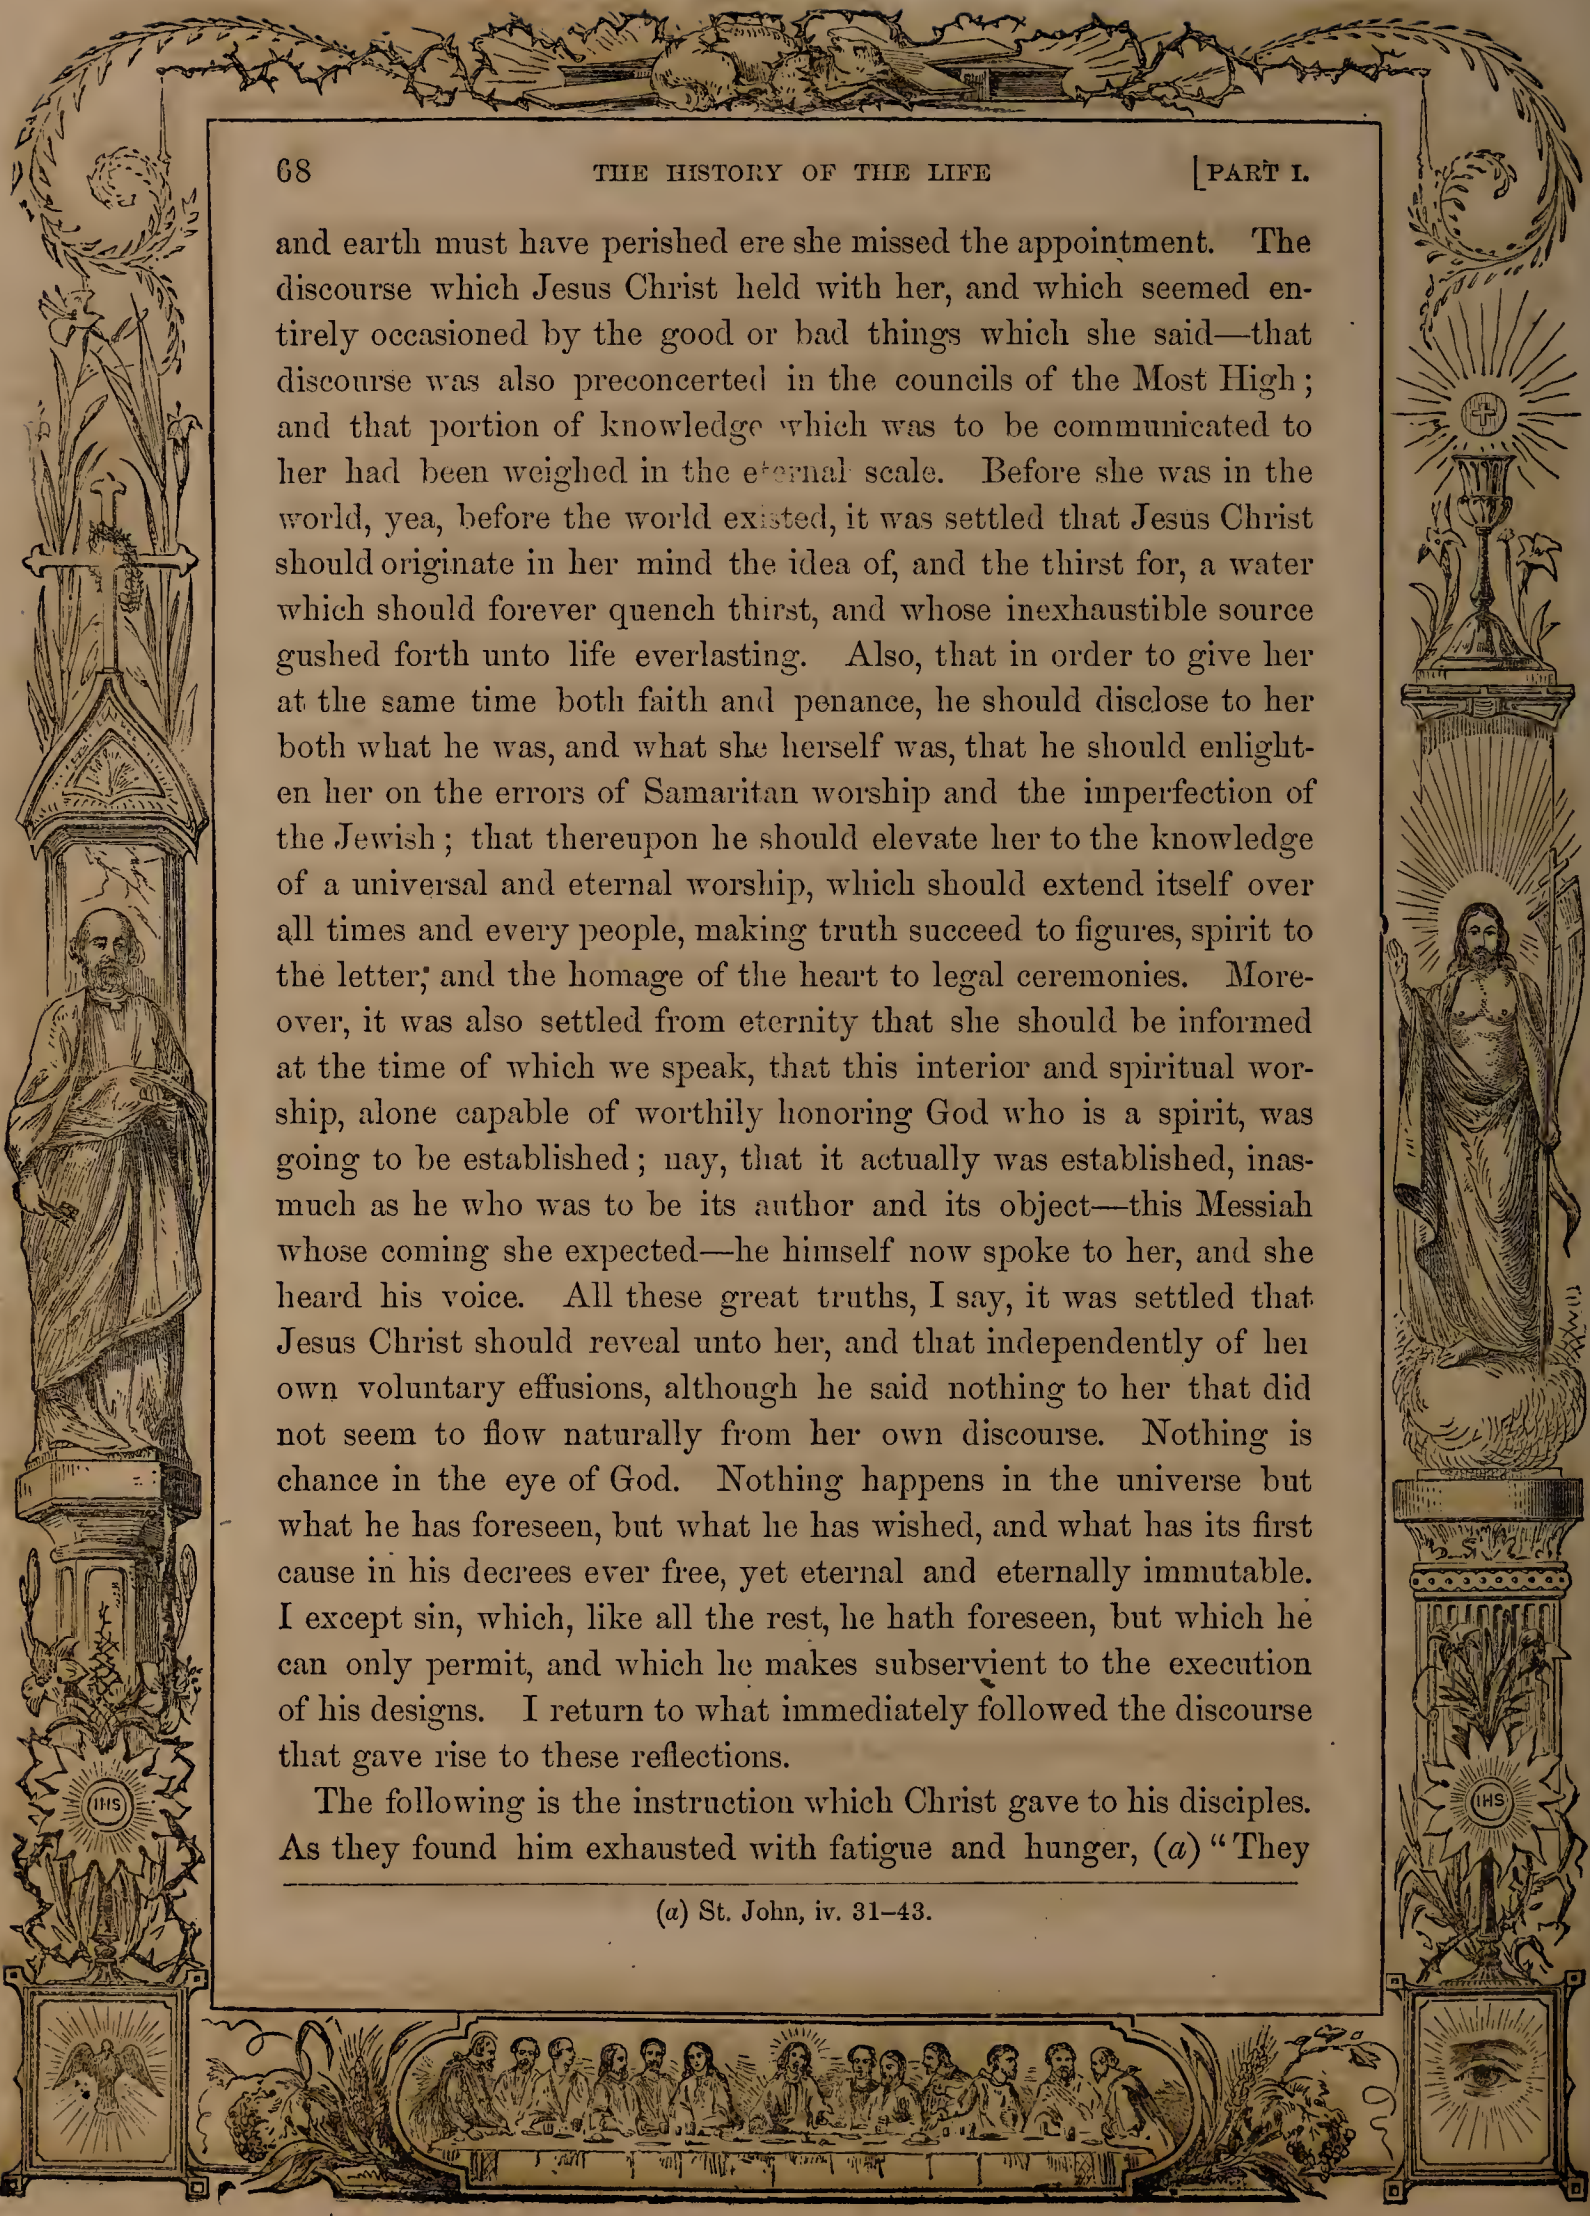 68 THE HISTORY OF THE LIFE [PART I.
and earth must have perished ere she missed the appointment. The
discourse which Jesus Christ held with her, and which seemed en-
tirely occasioned by the good or bad things which she said—that
discourse was also preconcerted in the councils of the Most High;
and that portion of knowledge which was to be communicated to
her had been weighed in the eternal scale. Before she was in the
world, yea, before the world existed, it was settled that Jesus Christ
should originate in her mind the idea of, and the thirst for, a water
which should forever quench thirst, and whose inexhaustible source
gushed forth unto life everlasting. Also, that in order to give her
at the same time both faith and penance, he should disclose to her
both what he was, and what she herself was, that he should enlight-
en her on the errors of Samaritan worship and the imperfection of
the Jewish; that thereupon he should elevate her to the knowledge
of a universal and eternal worship, which should extend itself over
all times and every people, making truth succeed to figures, spirit to
the letter; and the homage of the heart to legal ceremonies. More-
over, it was also settled from eternity that she should be informed
at the time of which we speak, that this interior and spiritual wor-
ship, alone capable of worthily honoring God who is a spirit, was
going to be established; nay, that it actually was established, inas-
much as he who was to be its author and its object—this Messiah
whose coming she expected—he himself now spoke to her, and she
heard his voice. All these great truths, I say, it was settled that
Jesus Christ should reveal unto her, and that independently of her
own voluntary effusions, although he said nothing to her that did
not seem to flow naturally from her own discourse. Nothing is
chance in the eye of God. Nothing happens in the universe but
what he has foreseen, but what he has wished, and what has its first
cause in his decrees ever free, yet eternal and eternally immutable.
I except sin, which, like all the rest, he hath foreseen, but which he
can only permit, and which he makes subservient to the execution
of his designs. I return to what immediately followed the discourse
that gave rise to these reflections.
The following is the instruction which Christ gave to his disciples.
As they found him exhausted with fatigue and hunger, (a) "They
(a) St. John, iv. 31–43.
IHS
IHS